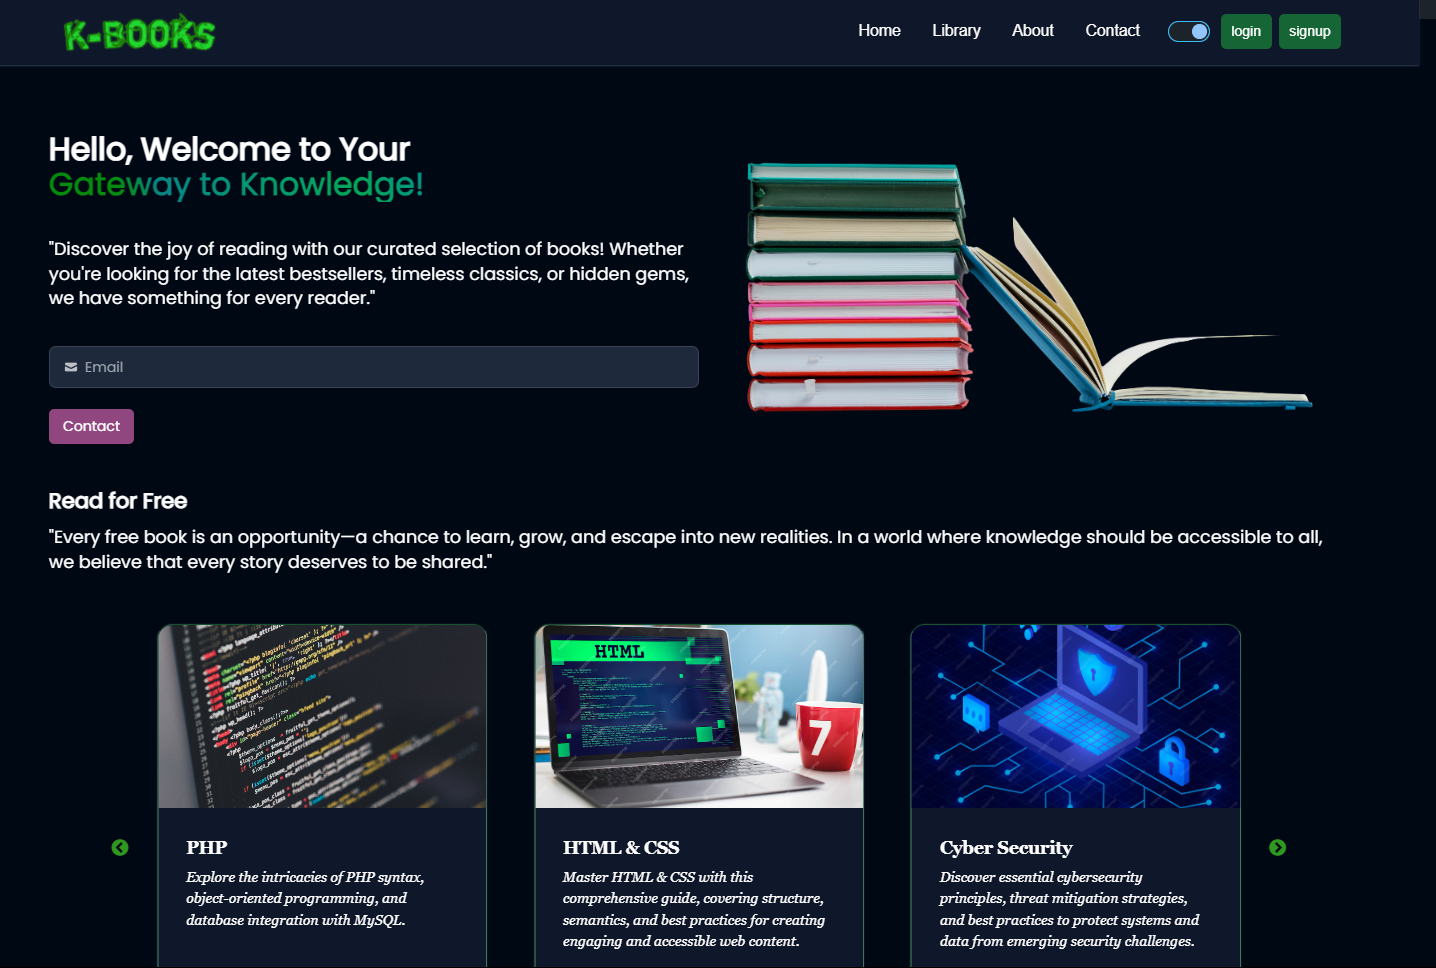 K-BOOKS
Home Library About Contact login signup
Hello, Welcome to Your
Gateway to Knowledge!
"Discover the joy of reading with our curated selection of books! Whether
you're looking for the latest bestsellers, timeless classics, or hidden gems,
we have something for every reader."
Email
Contact
Read for Free
"Every free book is an opportunity—a chance to learn, grow, and escape into new realities. In a world where knowledge should be accessible to all,
we believe that every story deserves to be shared."
HTML
7
PHP
Explore the intricacies of PHP syntax,
object-oriented programming, and
database integration with MySQL.
HTML & CSS
Master HTML & CSS with this
comprehensive guide, covering structure,
semantics, and best practices for creating
engaging and accessible web content.
Cyber Security
Discover essential cybersecurity
principles, threat mitigation strategies,
and best practices to protect systems and
data from emerging security challenges.